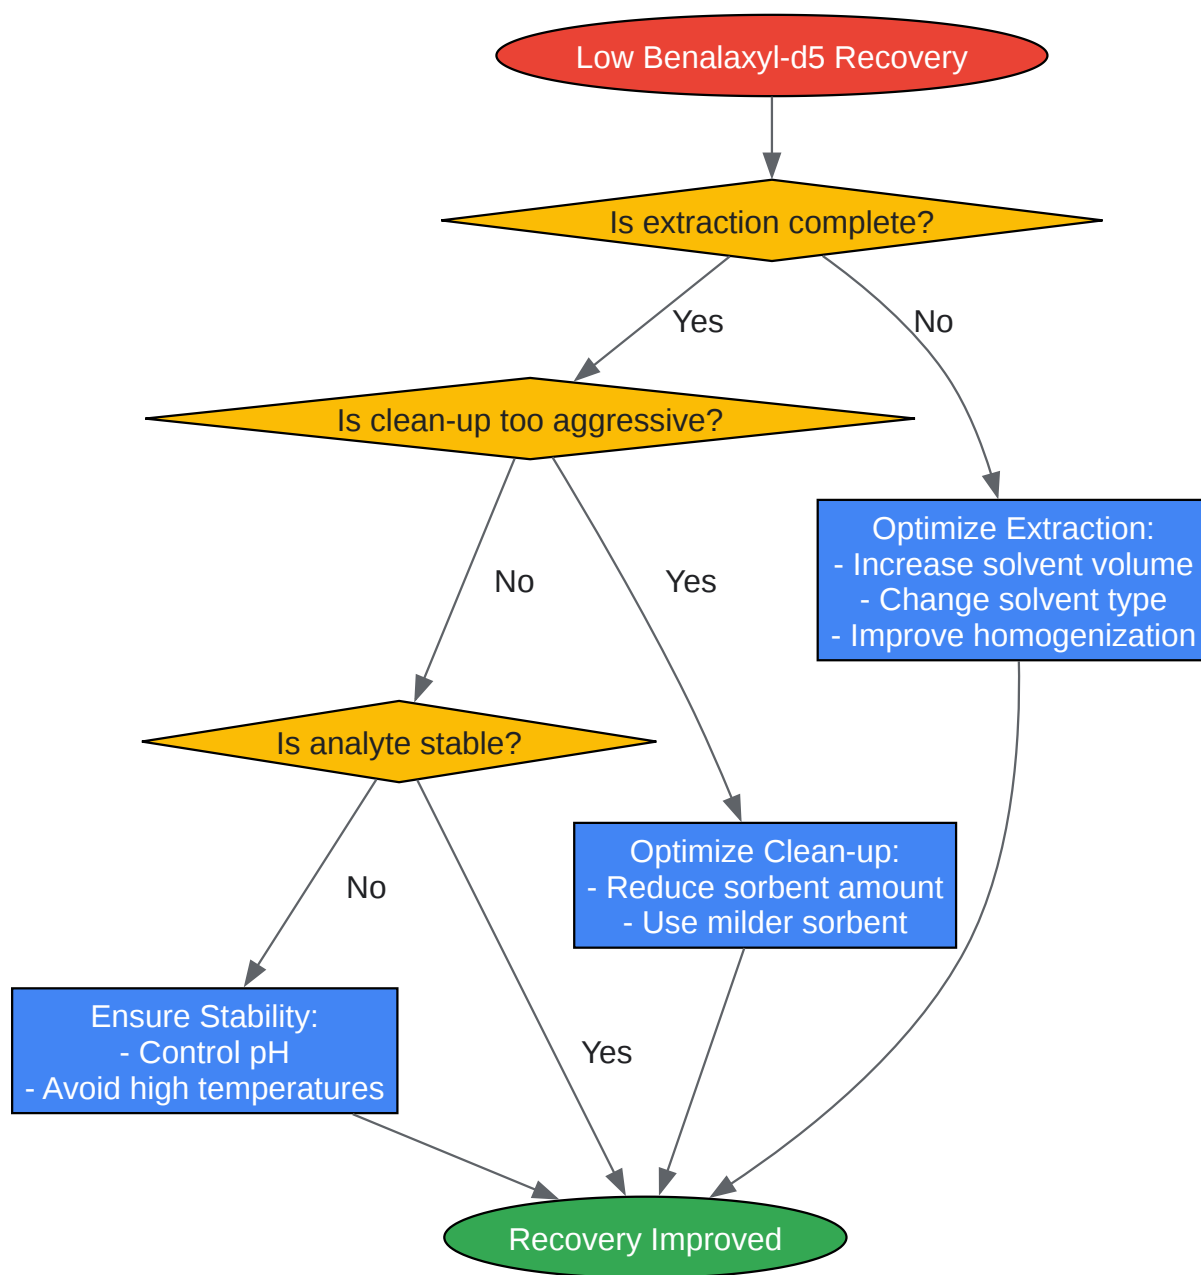 Low Benalaxyl-d5 Recovery
Is extraction complete?
Yes
No
Is clean-up too aggressive?
No
Yes
Optimize Extraction:
- Increase solvent volume
- Change solvent type
- Improve homogenization
Is analyte stable?
No
Yes
Optimize Clean-up:
- Reduce sorbent amount
- Use milder sorbent
Ensure Stability:
- Control pH
- Avoid high temperatures
Recovery Improved